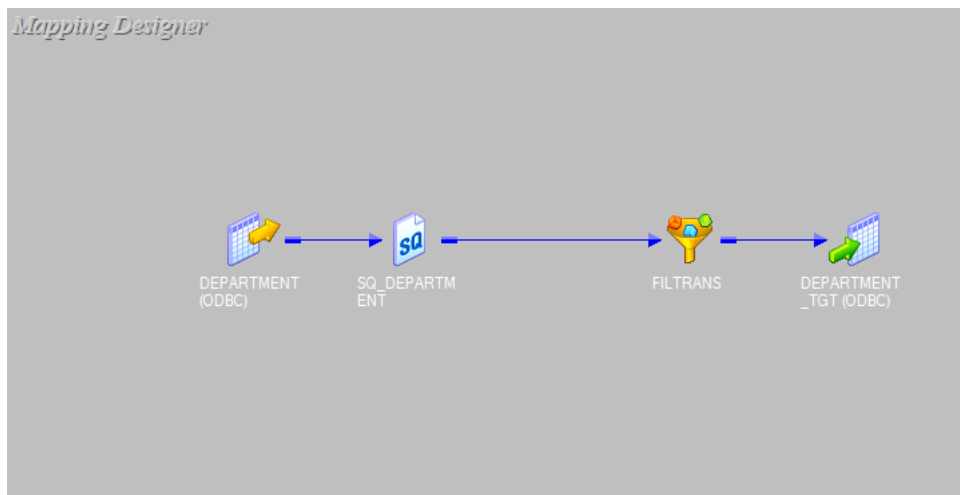 Mapping Designer
DEPARTMENT
(ODBC)
SQ_DEPARTM
ENT
FILTRANS
DEPARTMENT
_TGT (ODBC)
SQ